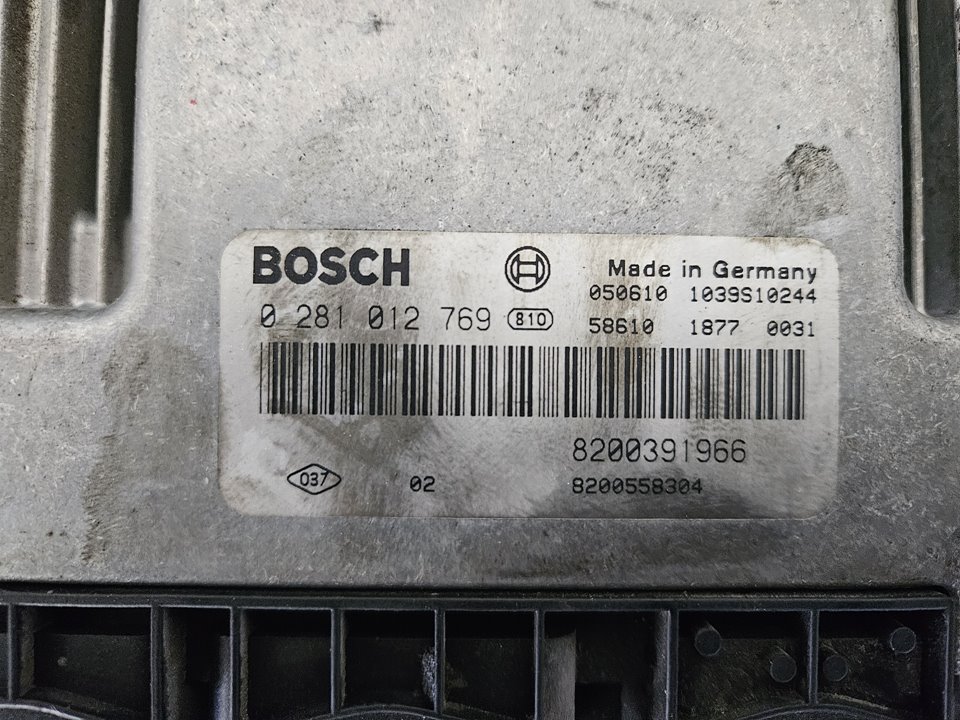 BOSCH
Made in Germany
050610 1039S10244
0 281 012 769 810
58610 1877 0031
8200391966
037 02 8200558304